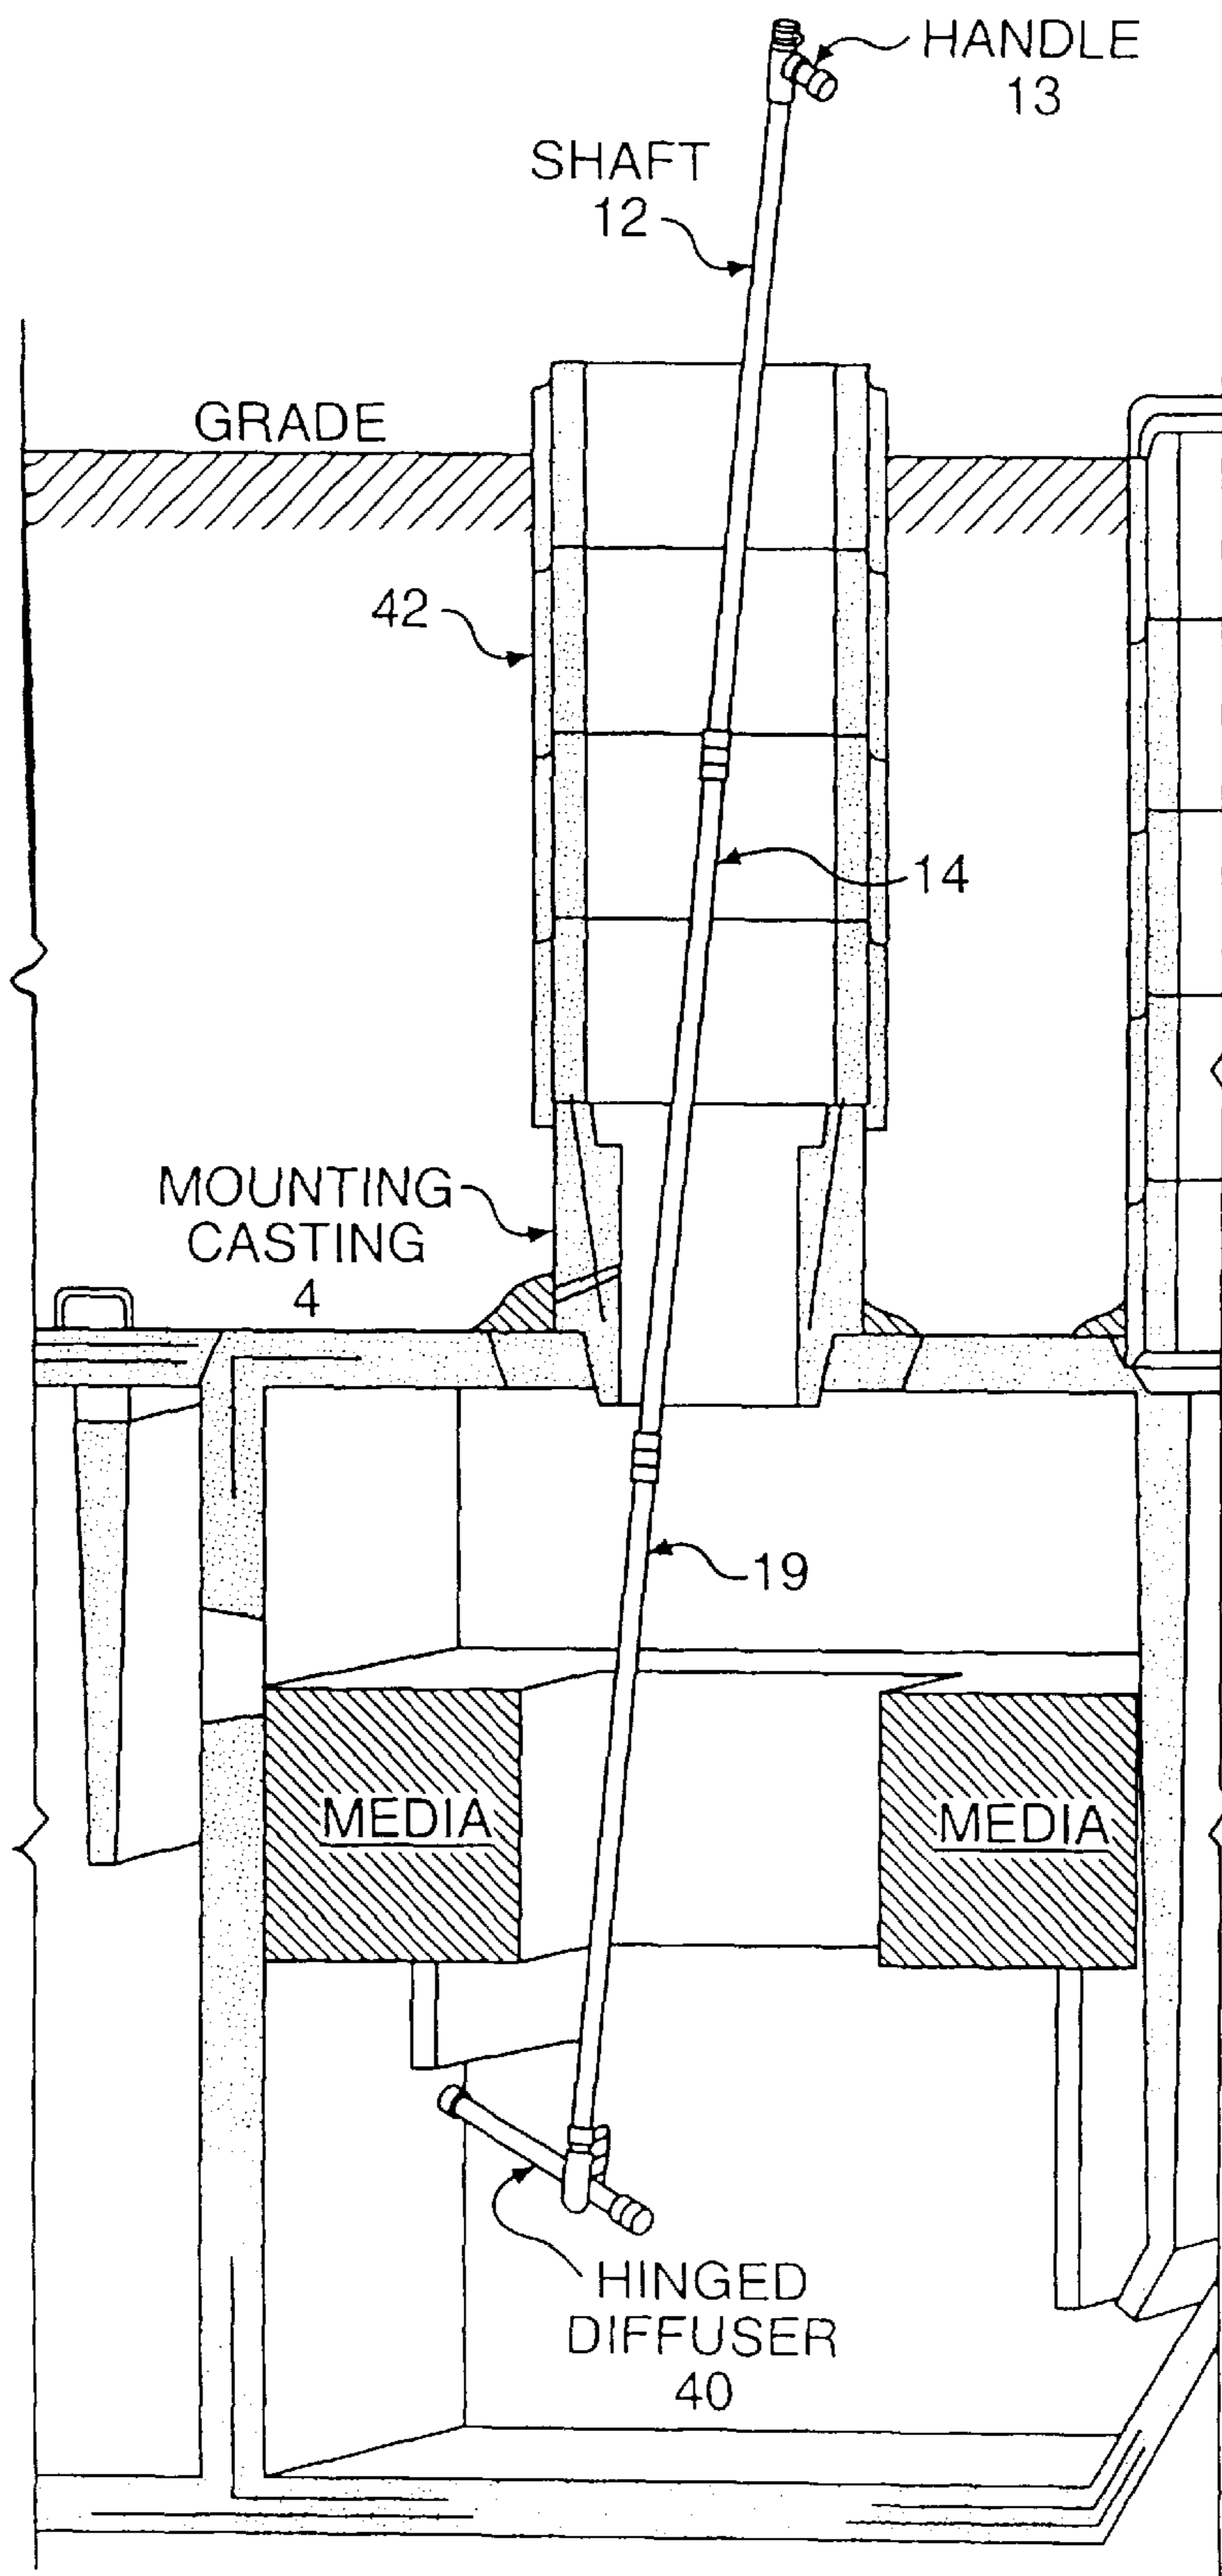 HANDLE
13
SHAFT
12
GRADE
42
14
MOUNTING
CASTING
4
19
MEDIA
MEDIA
HINGED
DIFFUSER
40